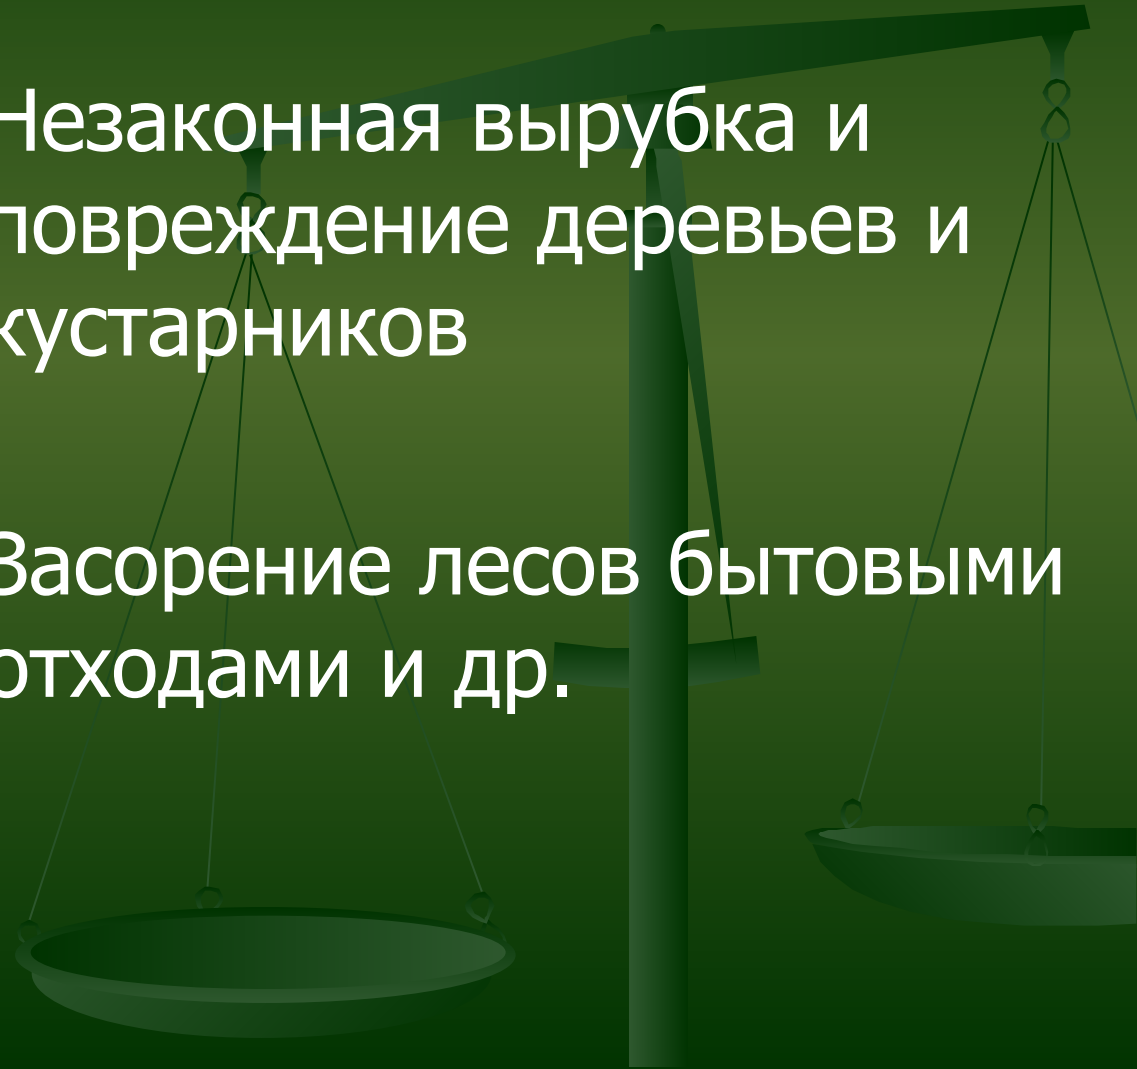 Незаконная вырубка и
повреждение деревьев и
кустарников
Засорение лесов бытовыми
отходами и др.